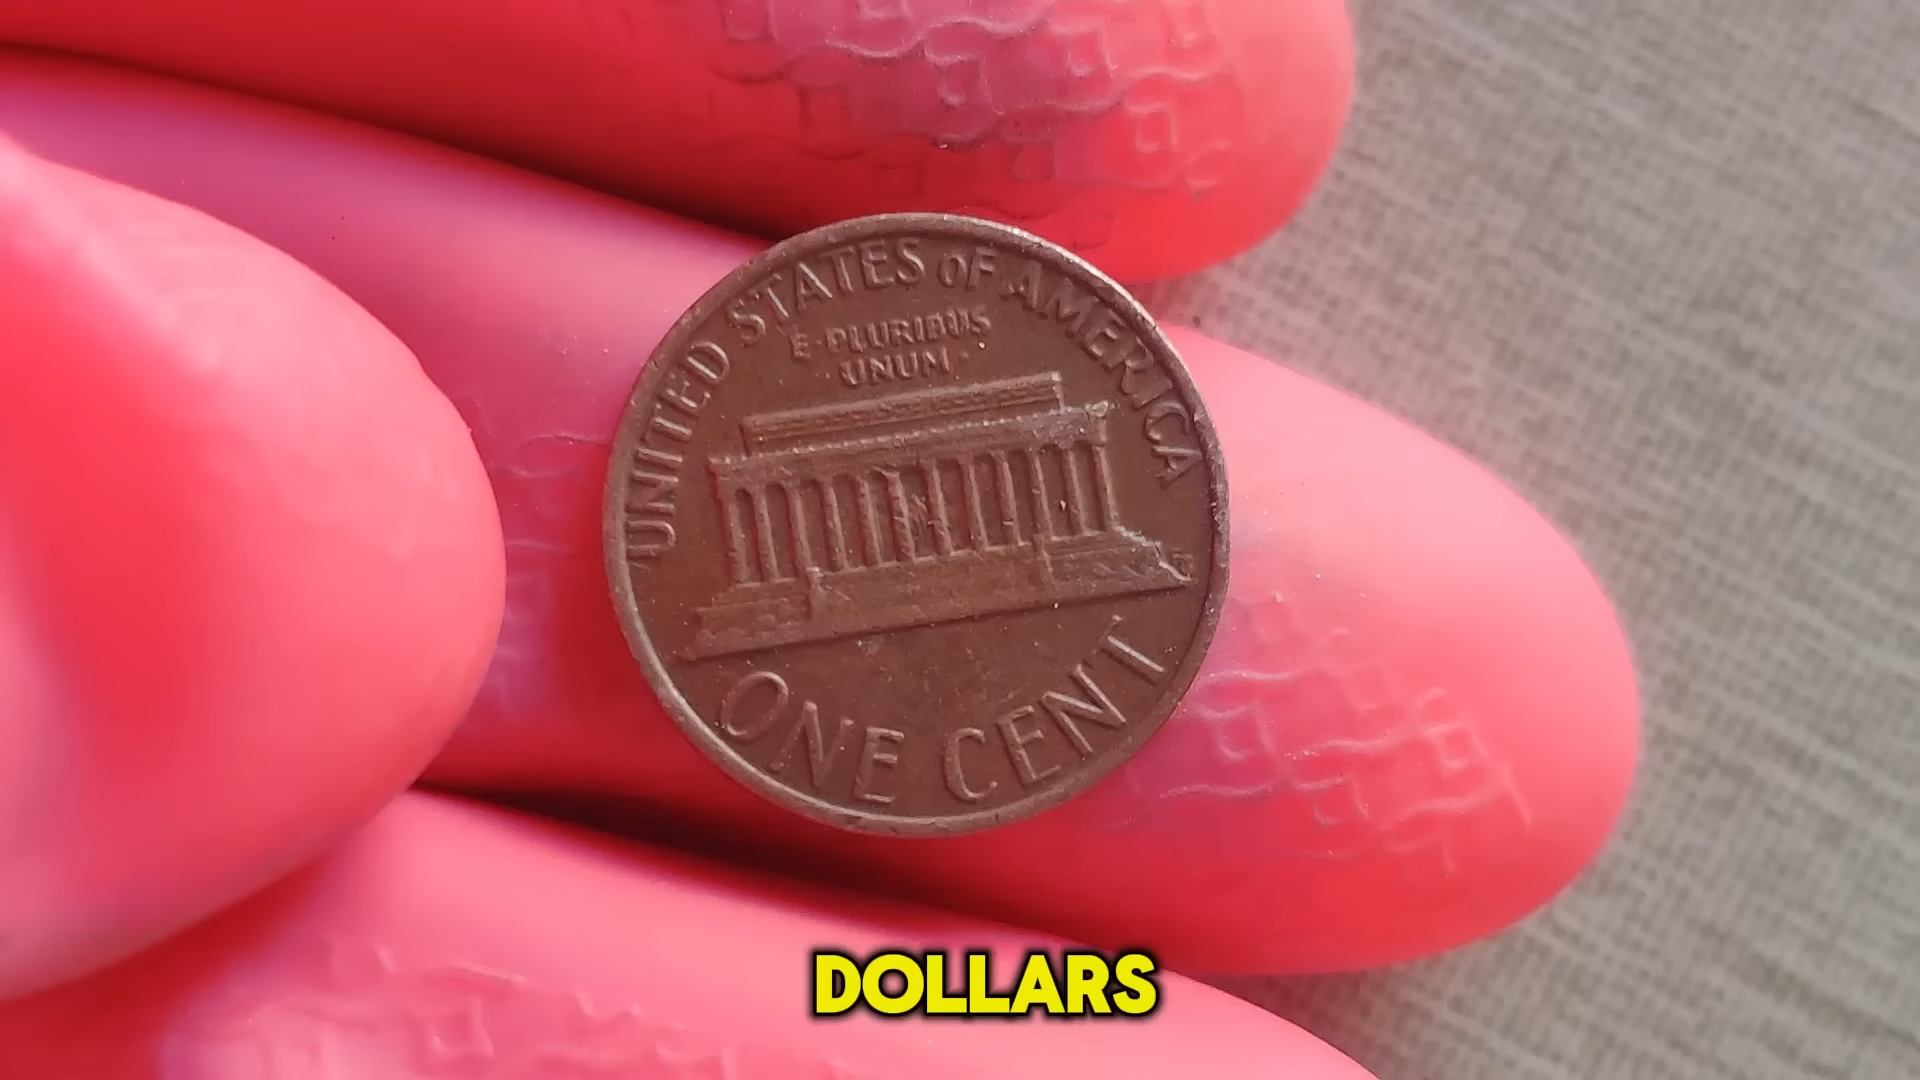 UNITED STATES OF AMERICA
E·PLURIBUS
UNUM·
ONE CENT
DOLLARS